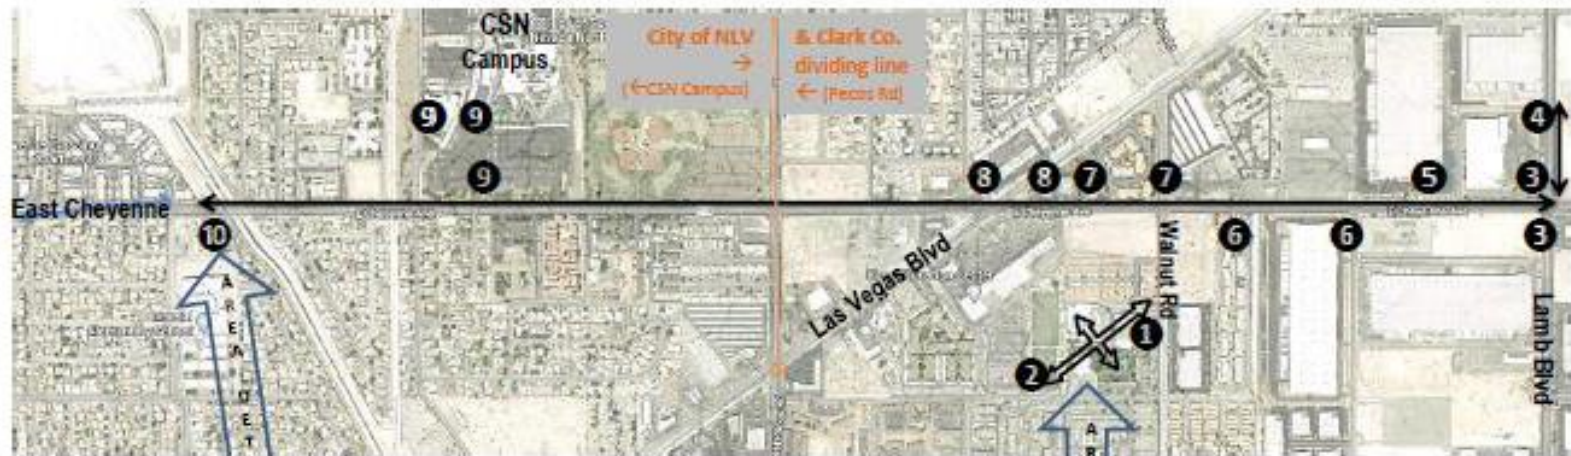 CSN
Campus
City of NLV
→
(←CSN Campus)
& Clark Co.
dividing line
← (Pecos Rd)
9 9
4
9
8 8 7 7
5 3
East Cheyenne
10
6 6 3
Las Vegas Blvd
Walnut Rd
Lamb Blvd
1
2
A
R
E
A
D
E
T
A
R